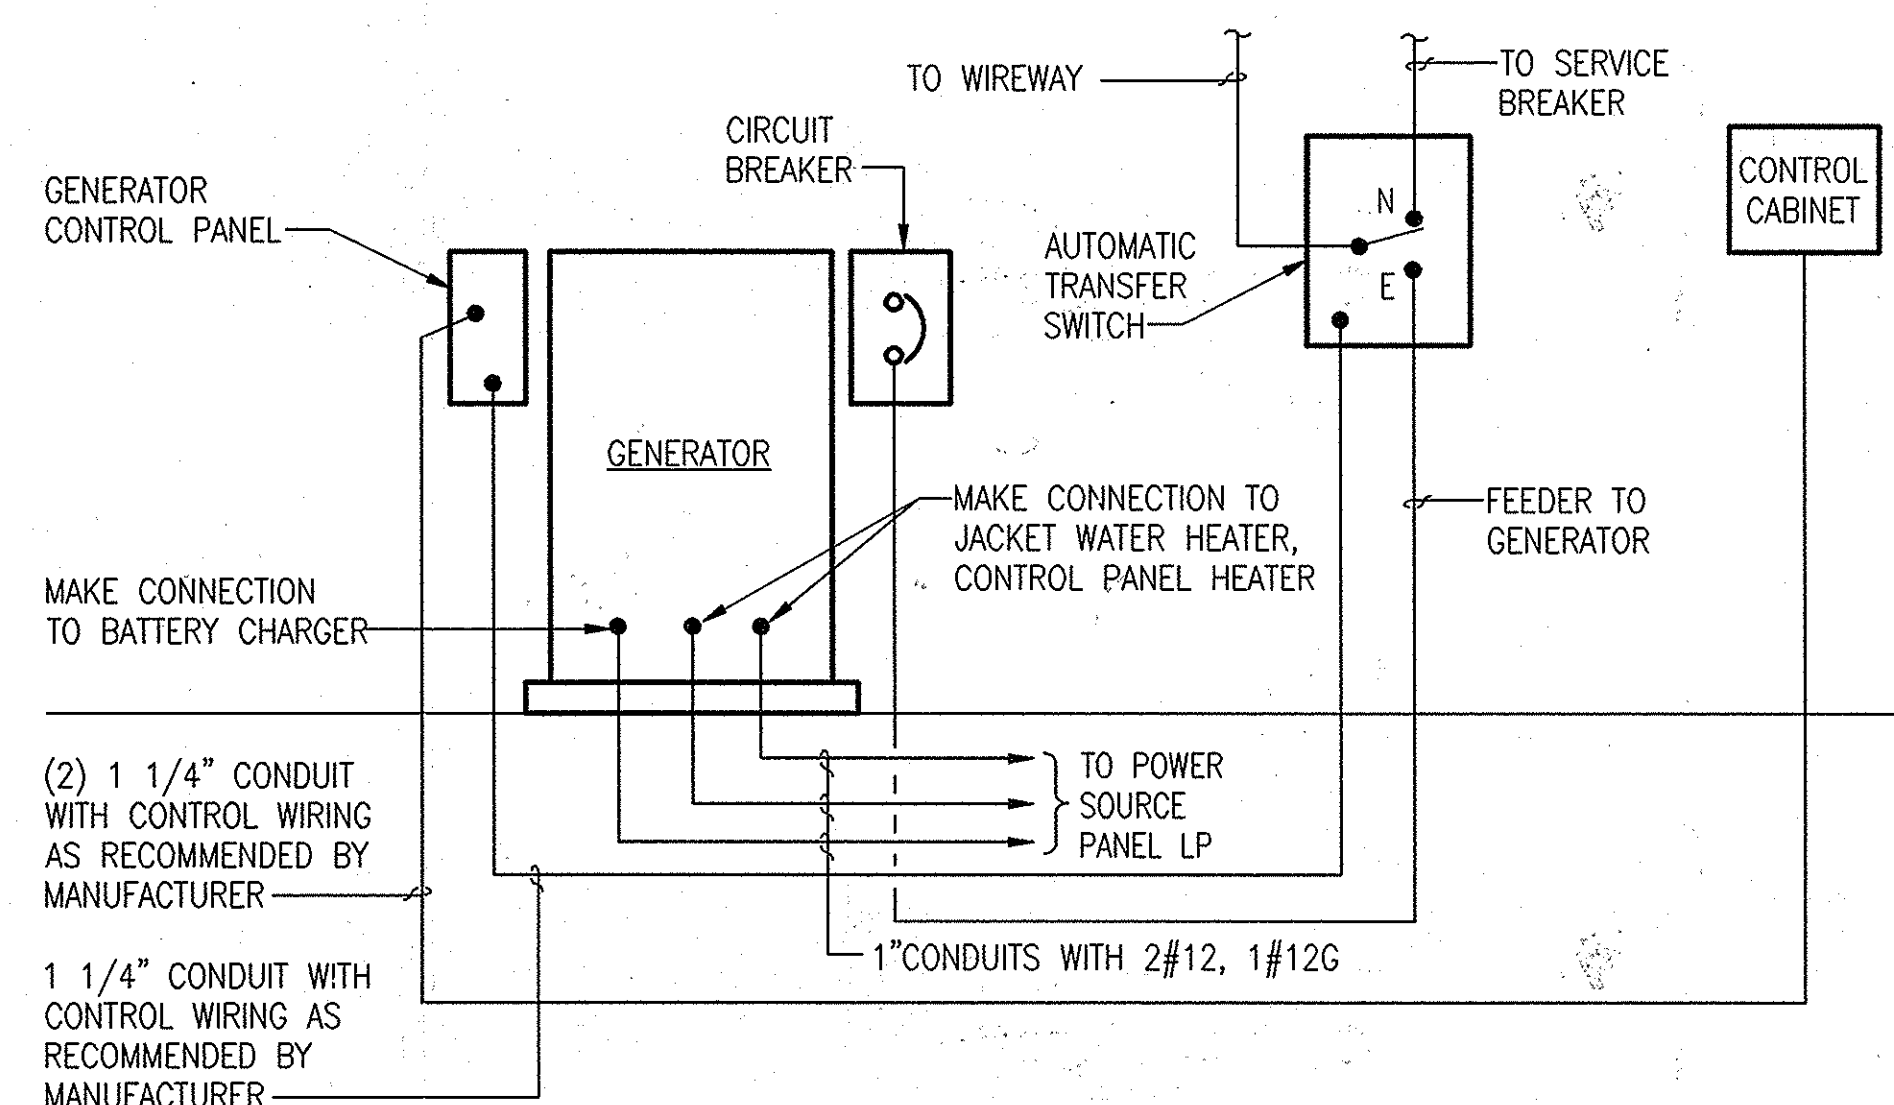 TO WIREWAY
TO SERVICE
BREAKER
CIRCUIT
BREAKER
GENERATOR
CONTROL PANEL
CONTROL
CABINET
N
E
AUTOMATIC
TRANSFER
SWITCH
GENERATOR
MAKE CONNECTION TO
JACKET WATER HEATER,
CONTROL PANEL HEATER
FEEDER TO
GENERATOR
MAKE CONNECTION
TO BATTERY CHARGER
(2) 1 1/4" CONDUIT
WITH CONTROL WIRING
AS RECOMMENDED BY
MANUFACTURER
TO POWER
SOURCE
PANEL LP
1"CONDUITS WITH 2#12, 1#12G
1 1/4" CONDUIT WITH
CONTROL WIRING AS
RECOMMENDED BY
MANUFACTURER